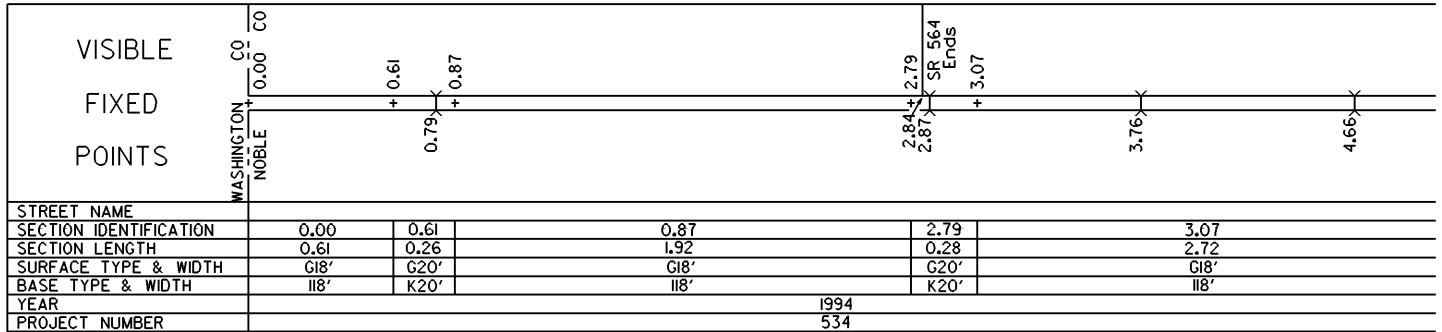 VISIBLE
FIXED
POINTS
WASHINGTON CO
NOBLE CO
0.00
0.61
0.79
0.87
2.79
2.84
2.87
SR 564
Ends
3.07
3.76
4.66
STREET NAME
SECTION IDENTIFICATION 0.00 0.61 0.87 2.79 3.07
SECTION LENGTH 0.61 0.26 1.92 0.28 2.72
SURFACE TYPE & WIDTH G18' G20' G18' G20' G18'
BASE TYPE & WIDTH I18' K20' I18' K20' I18'
YEAR 1994
PROJECT NUMBER 534